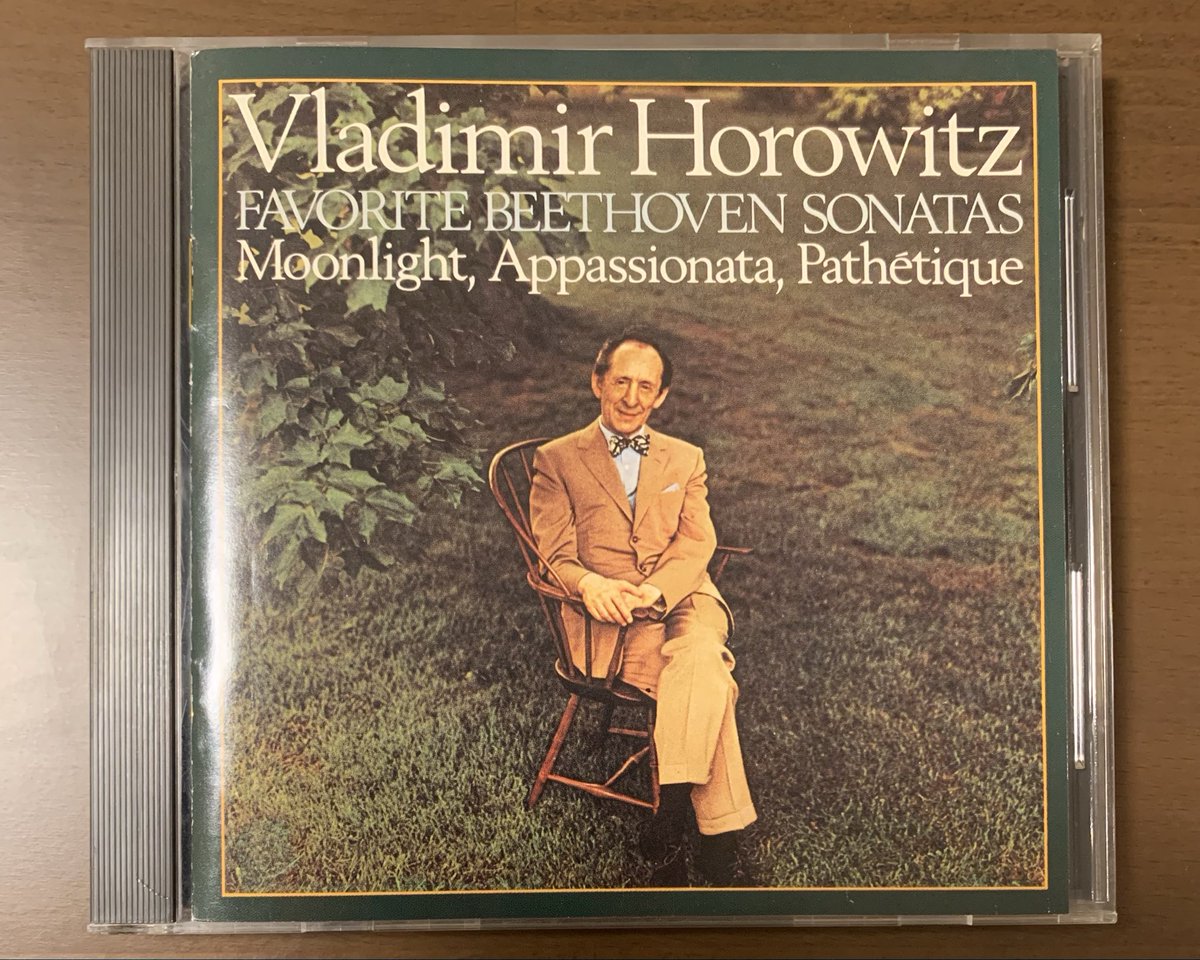 Vladimir Horowitz
FAVORITE BEETHOVEN SONATAS
Moonlight, Appassionata, Pathétique